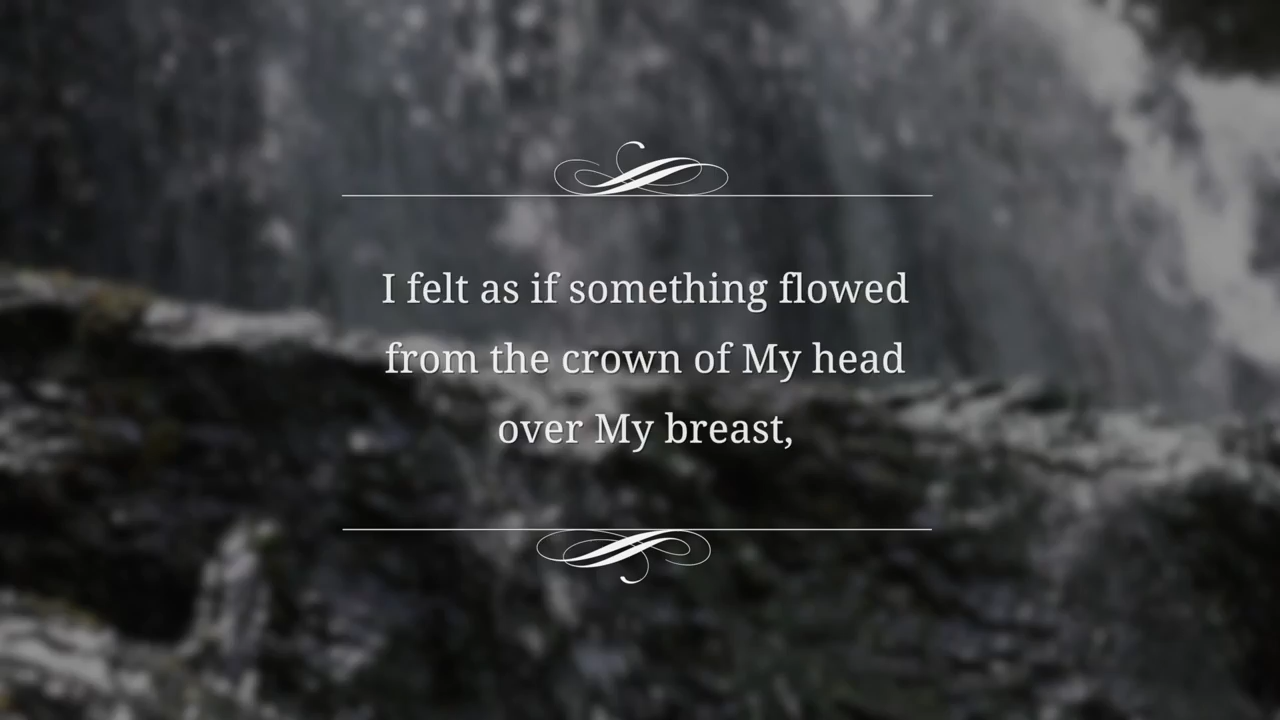 I felt as if something flowed
from the crown of My head
over My breast,